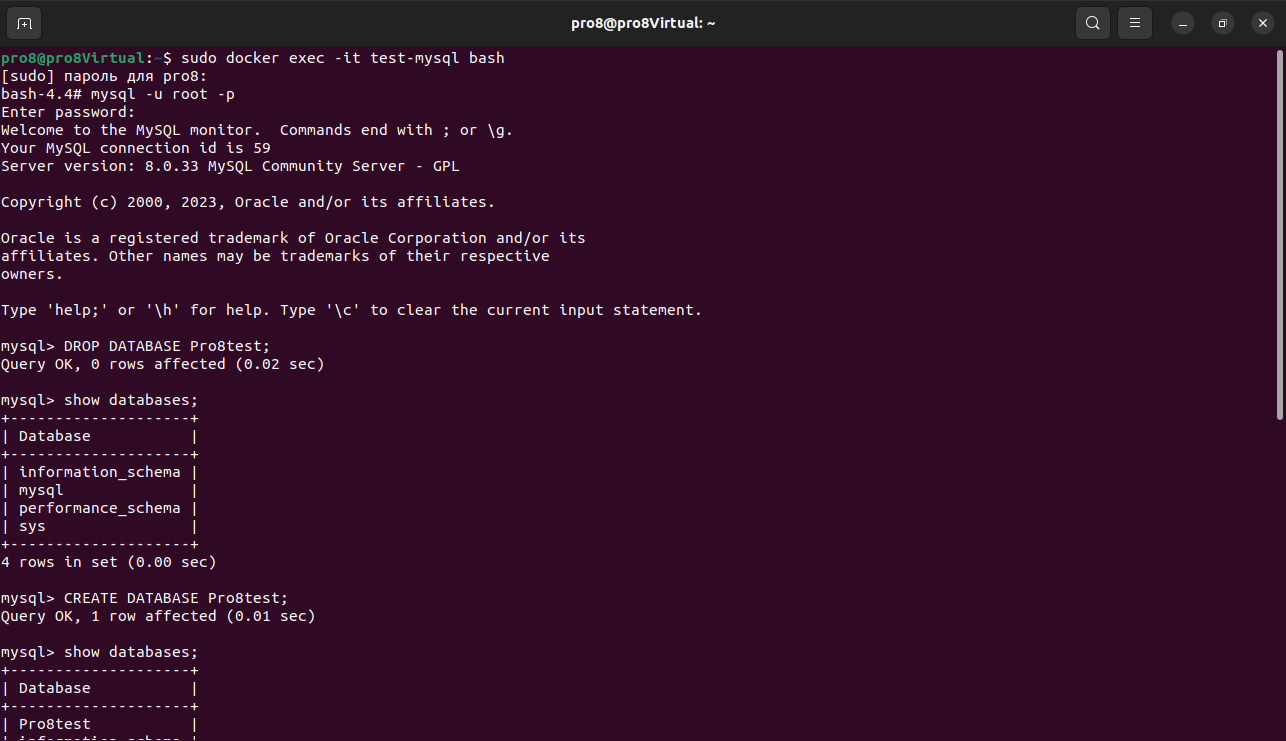 pro8@pro8Virtual: ~
pro8@pro8Virtual:~$ sudo docker exec -it test-mysql bash
[sudo] пароль для pro8:
bash-4.4# mysql -u root -p
Enter password:
Welcome to the MySQL monitor.  Commands end with ; or \g.
Your MySQL connection id is 59
Server version: 8.0.33 MySQL Community Server - GPL

Copyright (c) 2000, 2023, Oracle and/or its affiliates.

Oracle is a registered trademark of Oracle Corporation and/or its
affiliates. Other names may be trademarks of their respective
owners.

Type 'help;' or '\h' for help. Type '\c' to clear the current input statement.

mysql> DROP DATABASE Pro8test;
Query OK, 0 rows affected (0.02 sec)

mysql> show databases;
+--------------------+
| Database           |
+--------------------+
| information_schema |
| mysql              |
| performance_schema |
| sys                |
+--------------------+
4 rows in set (0.00 sec)

mysql> CREATE DATABASE Pro8test;
Query OK, 1 row affected (0.01 sec)

mysql> show databases;
+--------------------+
| Database           |
+--------------------+
| Pro8test           |
| information_schema |